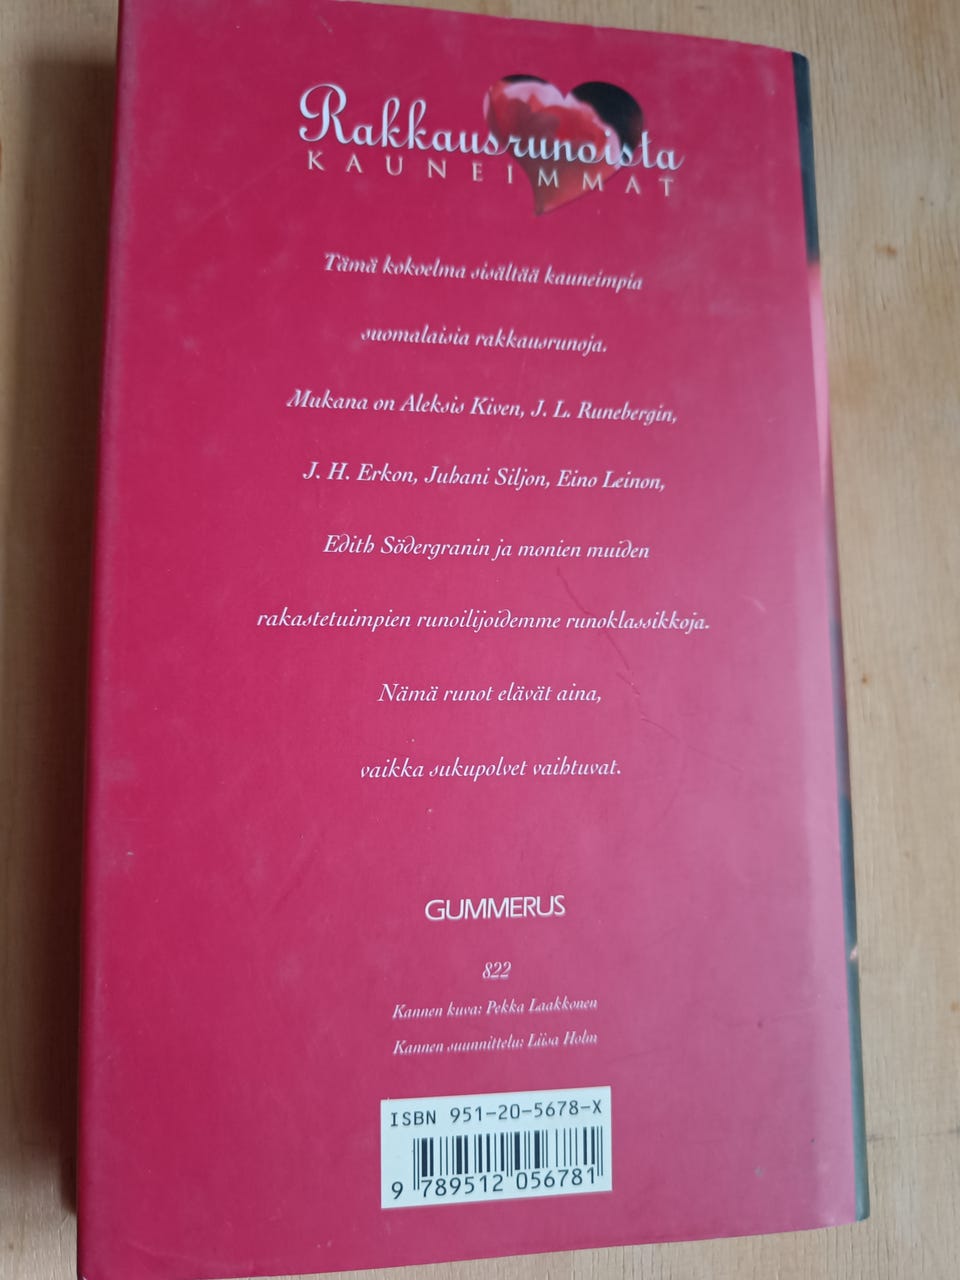 Rakkausrunoista
KAUNEIMMAT
Tämä kokoelma sisältää kauneimpia
suomalaisia rakkausrunoja.
Mukana on Aleksis Kiven, J. L. Runebergin,
J. H. Erkon, Juhani Siljon, Eino Leinon,
Edith Södergranin ja monien muiden
rakastetuimpien runoilijoidemme runoklassikkoja.
Nämä runot elävät aina,
vaikka sukupolvet vaihtuvat.
GUMMERUS
822
Kannen kuva: Pekka Laakkonen
Kannen suunnittelu: Liisa Holm
ISBN 951-20-5678-X
9 789512 056781